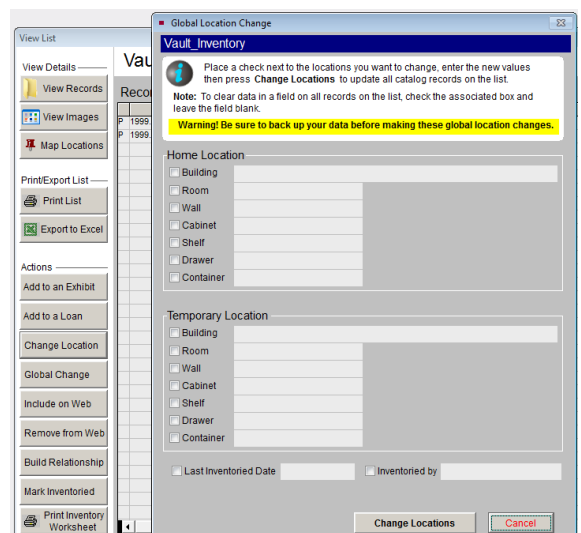 View List
View Details
View Records
View Images
Map Locations
Print/Export List
Print List
Export to Excel
Actions
Add to an Exhibit
Add to a Loan
Change Location
Global Change
Include on Web
Remove from Web
Build Relationship
Mark Inventoried
Print Inventory
Worksheet
Vau
Recor
P 1999.
P 1999.
Global Location Change
Vault_Inventory
Place a check next to the locations you want to change, enter the new values
then press Change Locations to update all catalog records on the list.
Note: To clear data in a field on all records on the list, check the associated box and
leave the field blank.
Warning! Be sure to back up your data before making these global location changes.
Home Location
Building
Room
Wall
Cabinet
Shelf
Drawer
Container
Temporary Location
Building
Room
Wall
Cabinet
Shelf
Drawer
Container
Last Inventoried Date
Inventoried by
Change Locations
Cancel